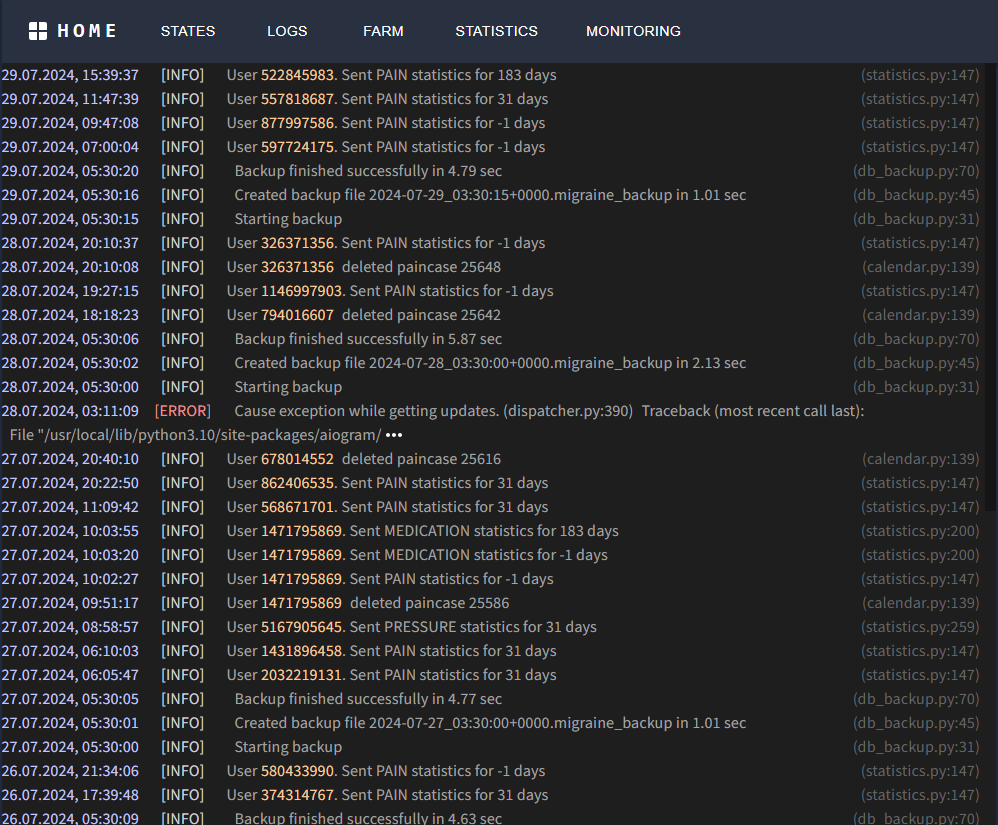 HOME STATES LOGS FARM STATISTICS MONITORING
29.07.2024, 15:39:37 [INFO] User 522845983. Sent PAIN statistics for 183 days (statistics.py:147)
29.07.2024, 11:47:39 [INFO] User 557818687. Sent PAIN statistics for 31 days (statistics.py:147)
29.07.2024, 09:47:08 [INFO] User 877997586. Sent PAIN statistics for -1 days (statistics.py:147)
29.07.2024, 07:00:04 [INFO] User 597724175. Sent PAIN statistics for -1 days (statistics.py:147)
29.07.2024, 05:30:20 [INFO] Backup finished successfully in 4.79 sec (db_backup.py:70)
29.07.2024, 05:30:16 [INFO] Created backup file 2024-07-29_03:30:15+0000.migraine_backup in 1.01 sec (db_backup.py:45)
29.07.2024, 05:30:15 [INFO] Starting backup (db_backup.py:31)
28.07.2024, 20:10:37 [INFO] User 326371356. Sent PAIN statistics for -1 days (statistics.py:147)
28.07.2024, 20:10:08 [INFO] User 326371356 deleted paincase 25648 (calendar.py:139)
28.07.2024, 19:27:15 [INFO] User 1146997903. Sent PAIN statistics for -1 days (statistics.py:147)
28.07.2024, 18:18:23 [INFO] User 794016607 deleted paincase 25642 (calendar.py:139)
28.07.2024, 05:30:06 [INFO] Backup finished successfully in 5.87 sec (db_backup.py:70)
28.07.2024, 05:30:02 [INFO] Created backup file 2024-07-28_03:30:00+0000.migraine_backup in 2.13 sec (db_backup.py:45)
28.07.2024, 05:30:00 [INFO] Starting backup (db_backup.py:31)
28.07.2024, 03:11:09 [ERROR] Cause exception while getting updates. (dispatcher.py:390) Traceback (most recent call last):
File "/usr/local/lib/python3.10/site-packages/aiogram/ •••
27.07.2024, 20:40:10 [INFO] User 678014552 deleted paincase 25616 (calendar.py:139)
27.07.2024, 20:22:50 [INFO] User 862406535. Sent PAIN statistics for 31 days (statistics.py:147)
27.07.2024, 11:09:42 [INFO] User 568671701. Sent PAIN statistics for 31 days (statistics.py:147)
27.07.2024, 10:03:55 [INFO] User 1471795869. Sent MEDICATION statistics for 183 days (statistics.py:200)
27.07.2024, 10:03:20 [INFO] User 1471795869. Sent MEDICATION statistics for -1 days (statistics.py:200)
27.07.2024, 10:02:27 [INFO] User 1471795869. Sent PAIN statistics for -1 days (statistics.py:147)
27.07.2024, 09:51:17 [INFO] User 1471795869 deleted paincase 25586 (calendar.py:139)
27.07.2024, 08:58:57 [INFO] User 5167905645. Sent PRESSURE statistics for 31 days (statistics.py:259)
27.07.2024, 06:10:03 [INFO] User 1431896458. Sent PAIN statistics for 31 days (statistics.py:147)
27.07.2024, 06:05:47 [INFO] User 2032219131. Sent PAIN statistics for 31 days (statistics.py:147)
27.07.2024, 05:30:05 [INFO] Backup finished successfully in 4.77 sec (db_backup.py:70)
27.07.2024, 05:30:01 [INFO] Created backup file 2024-07-27_03:30:00+0000.migraine_backup in 1.01 sec (db_backup.py:45)
27.07.2024, 05:30:00 [INFO] Starting backup (db_backup.py:31)
26.07.2024, 21:34:06 [INFO] User 580433990. Sent PAIN statistics for -1 days (statistics.py:147)
26.07.2024, 17:39:48 [INFO] User 374314767. Sent PAIN statistics for 31 days (statistics.py:147)
26.07.2024, 05:30:09 [INFO] Backup finished successfully in 4.63 sec (db_backup.py:70)